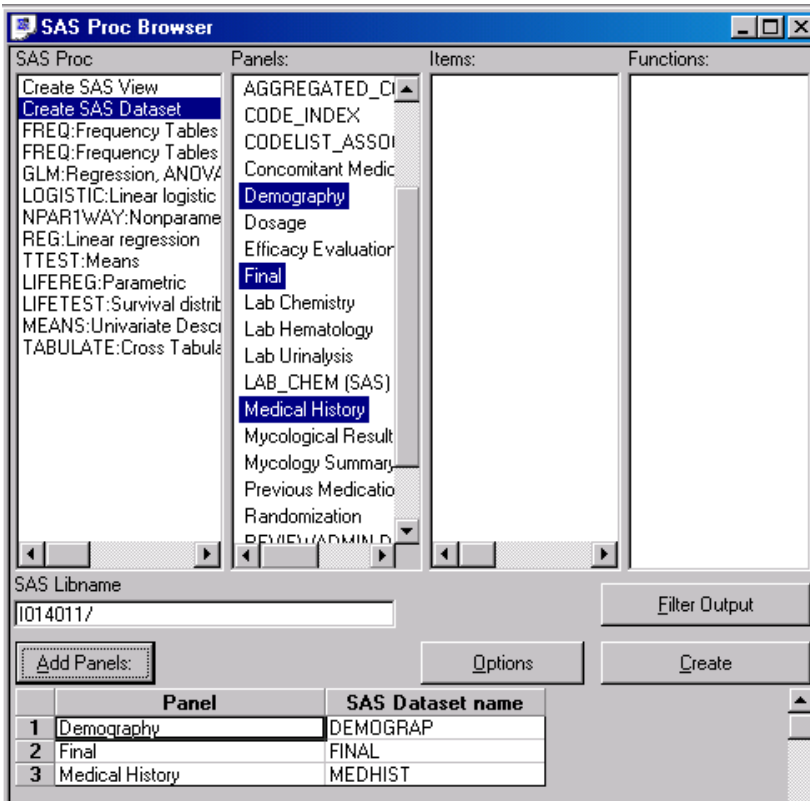 SAS Proc Browser
SAS Proc
Create SAS View
Create SAS Dataset
FREQ:Frequency Tables
FREQ:Frequency Tables
GLM:Regression, ANOVA
LOGISTIC:Linear logistic
NPAR1WAY:Nonparame
REG:Linear regression
TTEST:Means
LIFEREG:Parametric
LIFETEST:Survival distrib
MEANS:Univariate Descr
TABULATE:Cross Tabula
Panels:
AGGREGATED_C
CODE_INDEX
CODELIST_ASSO
Concomitant Medic
Demography
Dosage
Efficacy Evaluation
Final
Lab Chemistry
Lab Hematology
Lab Urinalysis
LAB_CHEM (SAS)
Medical History
Mycological Result
Mycology Summary
Previous Medicatio
Randomization
REVIEWADMIN.D
Items:
Functions:
SAS Libname
I014011/
Filter Output
Add Panels:
Options
Create
Panel SAS Dataset name
1 Demography DEMOGRAP
2 Final FINAL
3 Medical History MEDHIST